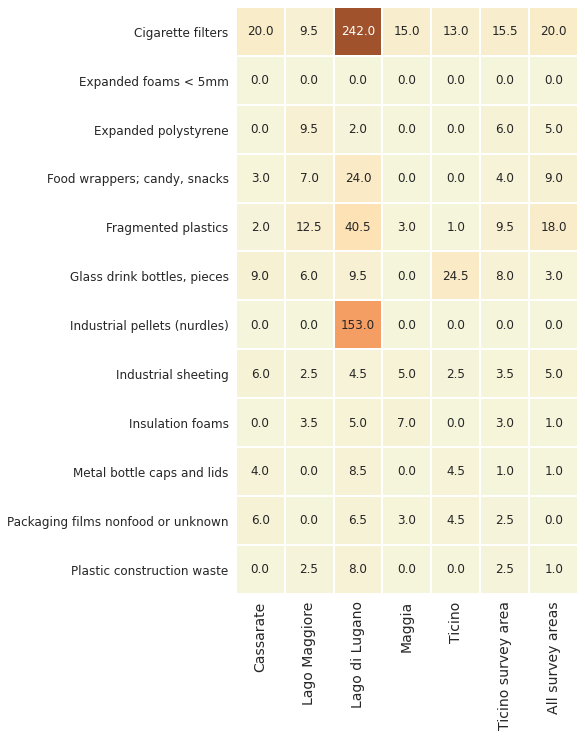 Cigarette filters 20.0 9.5 242.0 15.0 13.0 15.5 20.0
Expanded foams < 5mm 0.0 0.0 0.0 0.0 0.0 0.0 0.0
Expanded polystyrene 0.0 9.5 2.0 0.0 0.0 6.0 5.0
Food wrappers; candy, snacks 3.0 7.0 24.0 0.0 0.0 4.0 9.0
Fragmented plastics 2.0 12.5 40.5 3.0 1.0 9.5 18.0
Glass drink bottles, pieces 9.0 6.0 9.5 0.0 24.5 8.0 3.0
Industrial pellets (nurdles) 0.0 0.0 153.0 0.0 0.0 0.0 0.0
Industrial sheeting 6.0 2.5 4.5 5.0 2.5 3.5 5.0
Insulation foams 0.0 3.5 5.0 7.0 0.0 3.0 1.0
Metal bottle caps and lids 4.0 0.0 8.5 0.0 4.5 1.0 1.0
Packaging films nonfood or unknown 6.0 0.0 6.5 3.0 4.5 2.5 0.0
Plastic construction waste 0.0 2.5 8.0 0.0 0.0 2.5 1.0
Cassarate
Lago Maggiore
Lago di Lugano
Maggia
Ticino
Ticino survey area
All survey areas